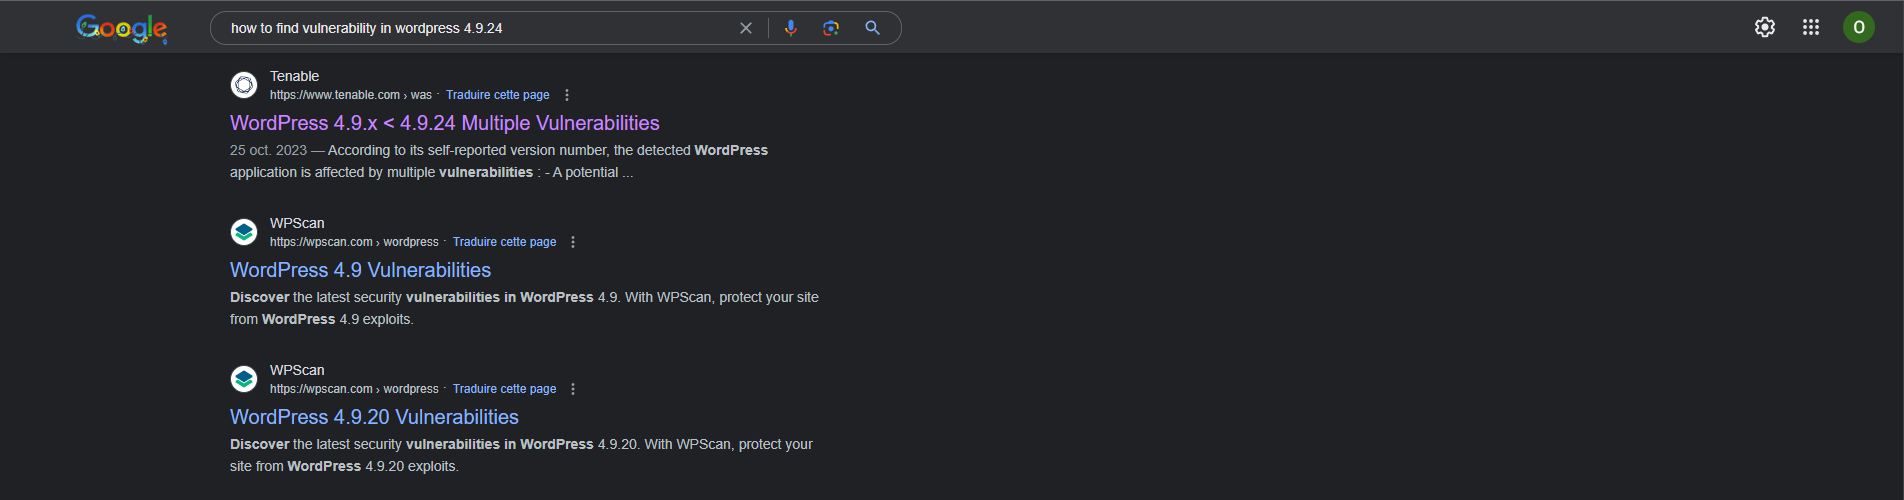 Google
how to find vulnerability in wordpress 4.9.24
O
Tenable
https://www.tenable.com › was · Traduire cette page
WordPress 4.9.x < 4.9.24 Multiple Vulnerabilities
25 oct. 2023 — According to its self-reported version number, the detected WordPress
application is affected by multiple vulnerabilities : - A potential ...
WPScan
https://wpscan.com › wordpress · Traduire cette page
WordPress 4.9 Vulnerabilities
Discover the latest security vulnerabilities in WordPress 4.9. With WPScan, protect your site
from WordPress 4.9 exploits.
WPScan
https://wpscan.com › wordpress · Traduire cette page
WordPress 4.9.20 Vulnerabilities
Discover the latest security vulnerabilities in WordPress 4.9.20. With WPScan, protect your
site from WordPress 4.9.20 exploits.